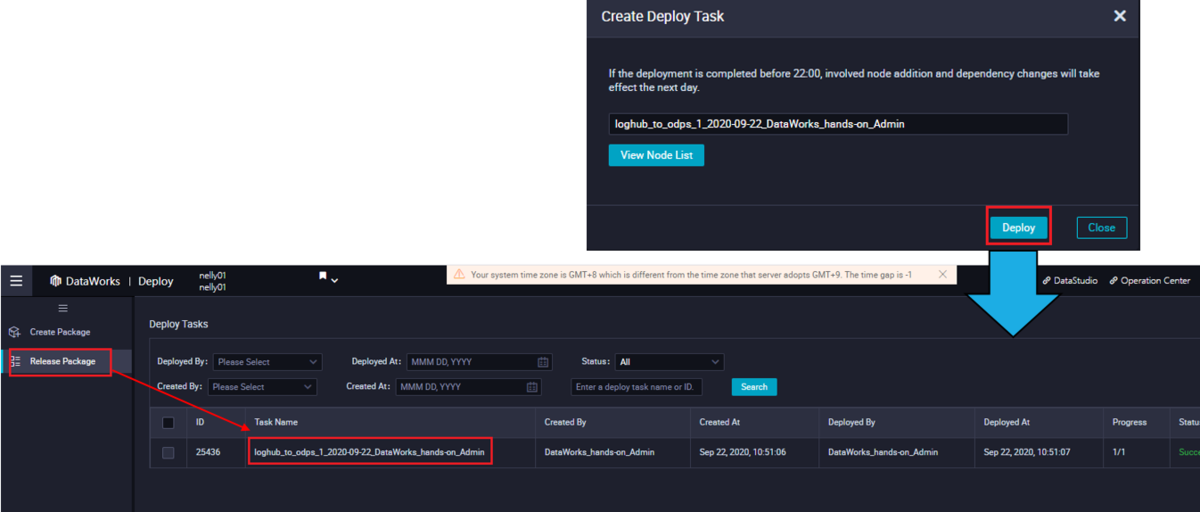 Create Deploy Task
If the deployment is completed before 22:00, involved node addition and dependency changes will take
effect the next day.
loghub_to_odps_1_2020-09-22_DataWorks_hands-on_Admin
View Node List
Deploy Close
DataWorks | Deploy nelly01
nelly01
Your system time zone is GMT+8 which is different from the time zone that server adopts GMT+9. The time gap is -1
DataStudio Operation Center
Create Package
Release Package
Deploy Tasks
Deployed By: Please Select Deployed At: MMM DD, YYYY Status: All
Created By: Please Select Created At: MMM DD, YYYY Enter a deploy task name or ID. Search
ID Task Name Created By Created At Deployed By Deployed At Progress Status
25436 loghub_to_odps_1_2020-09-22_DataWorks_hands-on_Admin DataWorks_hands-on_Admin Sep 22, 2020, 10:51:06 DataWorks_hands-on_Admin Sep 22, 2020, 10:51:07 1/1 Succe